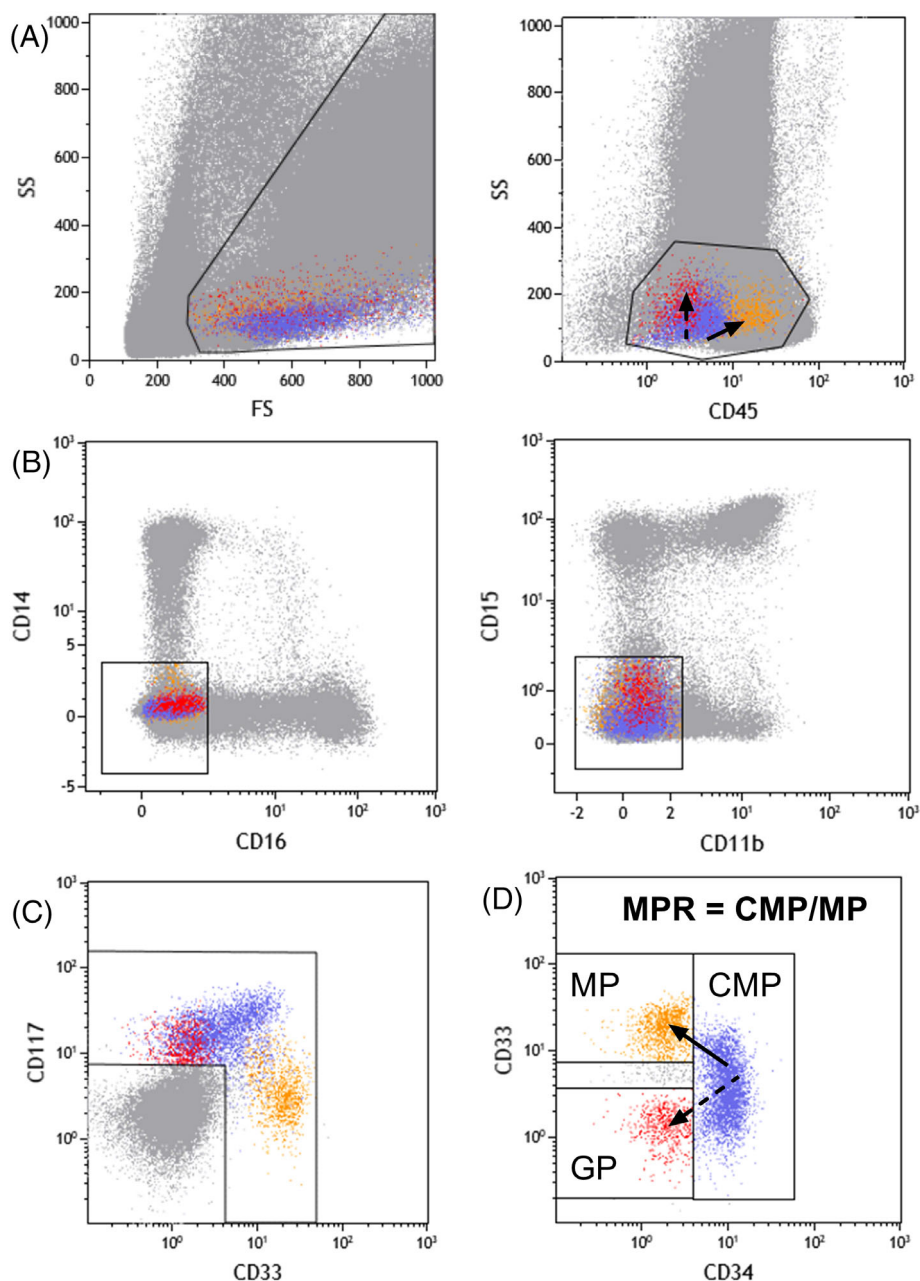 (A)
1000
800
600
400
200
0
SS
0 200 400 600 800 1000
FS
1000
800
600
400
200
0
SS
10⁰ 10¹ 10² 10³
CD45
(B)
10³
10²
10¹
5
0
-5
CD14
0 10¹ 10² 10³
CD16
10³
10²
10¹
10⁰
0
CD15
-2 0 2 10¹ 10² 10³
CD11b
(C)
10³
10²
10¹
10⁰
CD117
10⁰ 10¹ 10² 10³
CD33
(D)
MPR = CMP/MP
MP CMP
GP
10³
10²
10¹
10⁰
CD33
10⁰ 10¹ 10² 10³
CD34